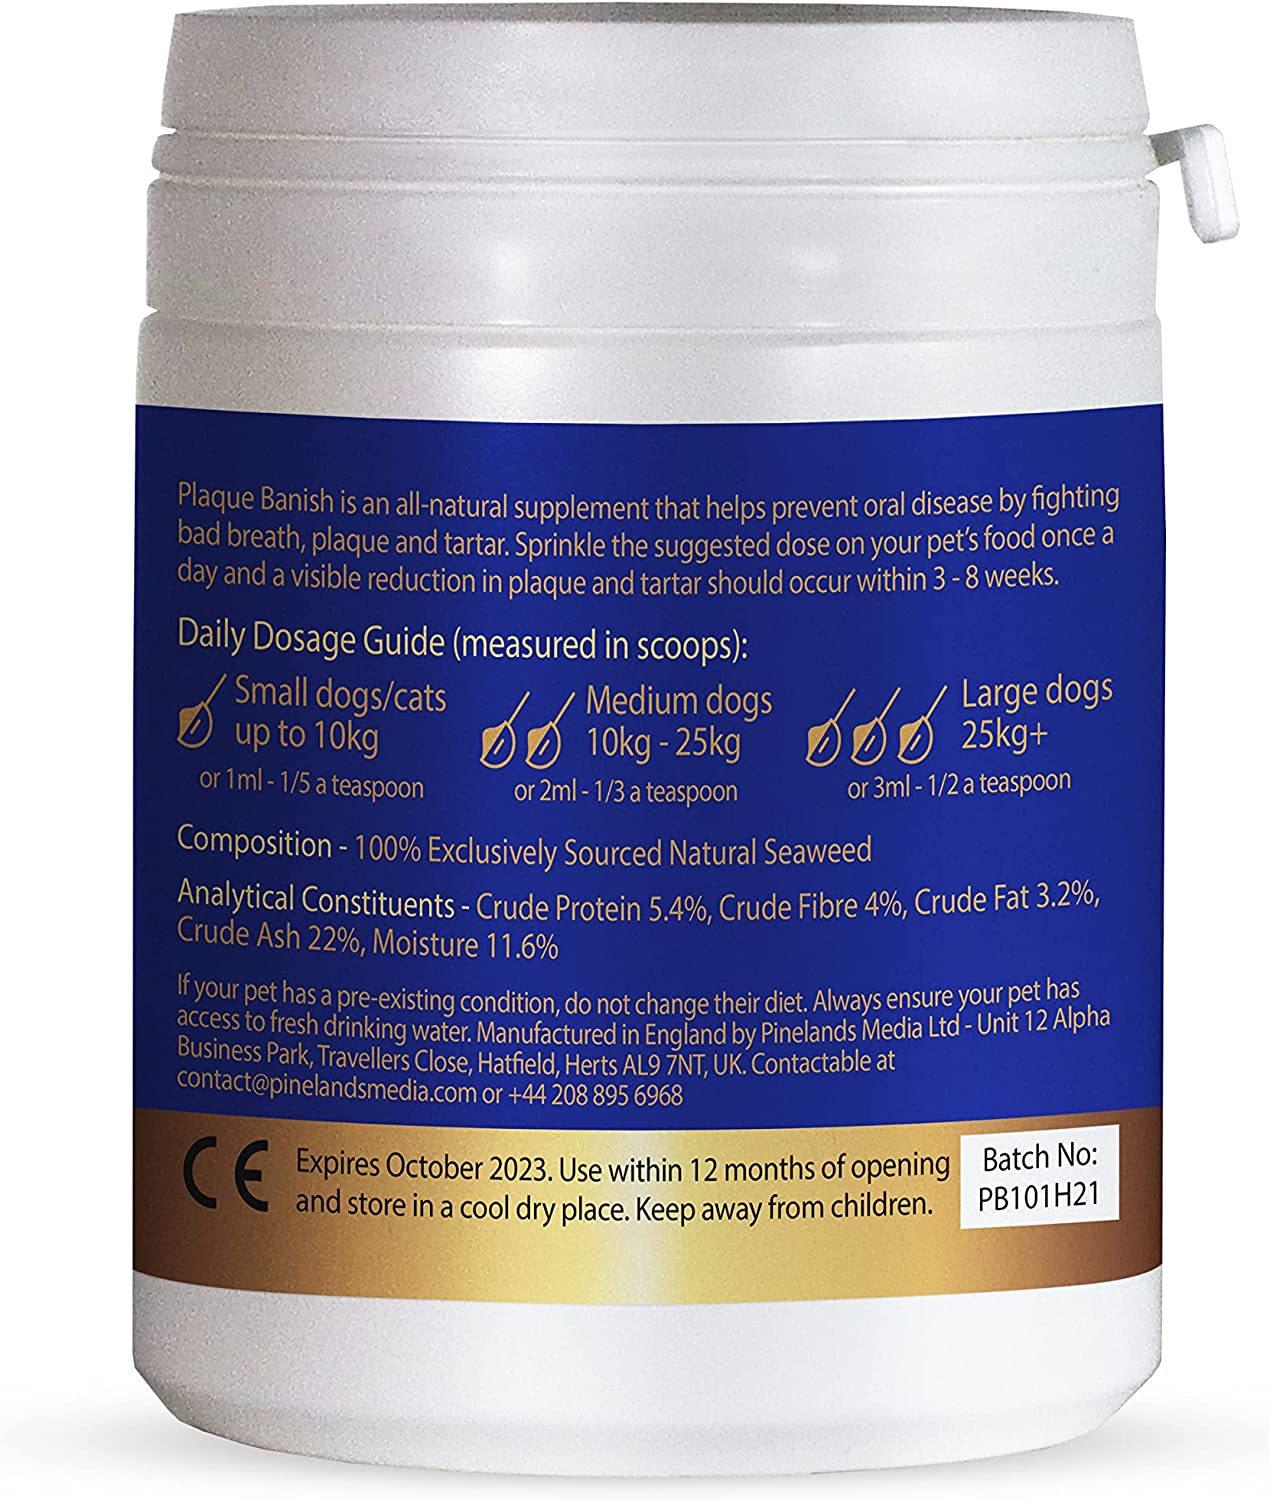 Plaque Banish is an all-natural supplement that helps prevent oral disease by fighting
bad breath, plaque and tartar. Sprinkle the suggested dose on your pet's food once a
day and a visible reduction in plaque and tartar should occur within 3 - 8 weeks.
Daily Dosage Guide (measured in scoops):
Small dogs/cats
up to 10kg
or 1ml - 1/5 a teaspoon
Medium dogs
10kg - 25kg
or 2ml - 1/3 a teaspoon
Large dogs
25kg+
or 3ml - 1/2 a teaspoon
Composition - 100% Exclusively Sourced Natural Seaweed
Analytical Constituents - Crude Protein 5.4%, Crude Fibre 4%, Crude Fat 3.2%,
Crude Ash 22%, Moisture 11.6%
If your pet has a pre-existing condition, do not change their diet. Always ensure your pet has
access to fresh drinking water. Manufactured in England by Pinelands Media Ltd - Unit 12 Alpha
Business Park, Travellers Close, Hatfield, Herts AL9 7NT, UK. Contactable at
contact@pinelandsmedia.com or +44 208 895 6968
CE
Expires October 2023. Use within 12 months of opening
and store in a cool dry place. Keep away from children.
Batch No:
PB101H21